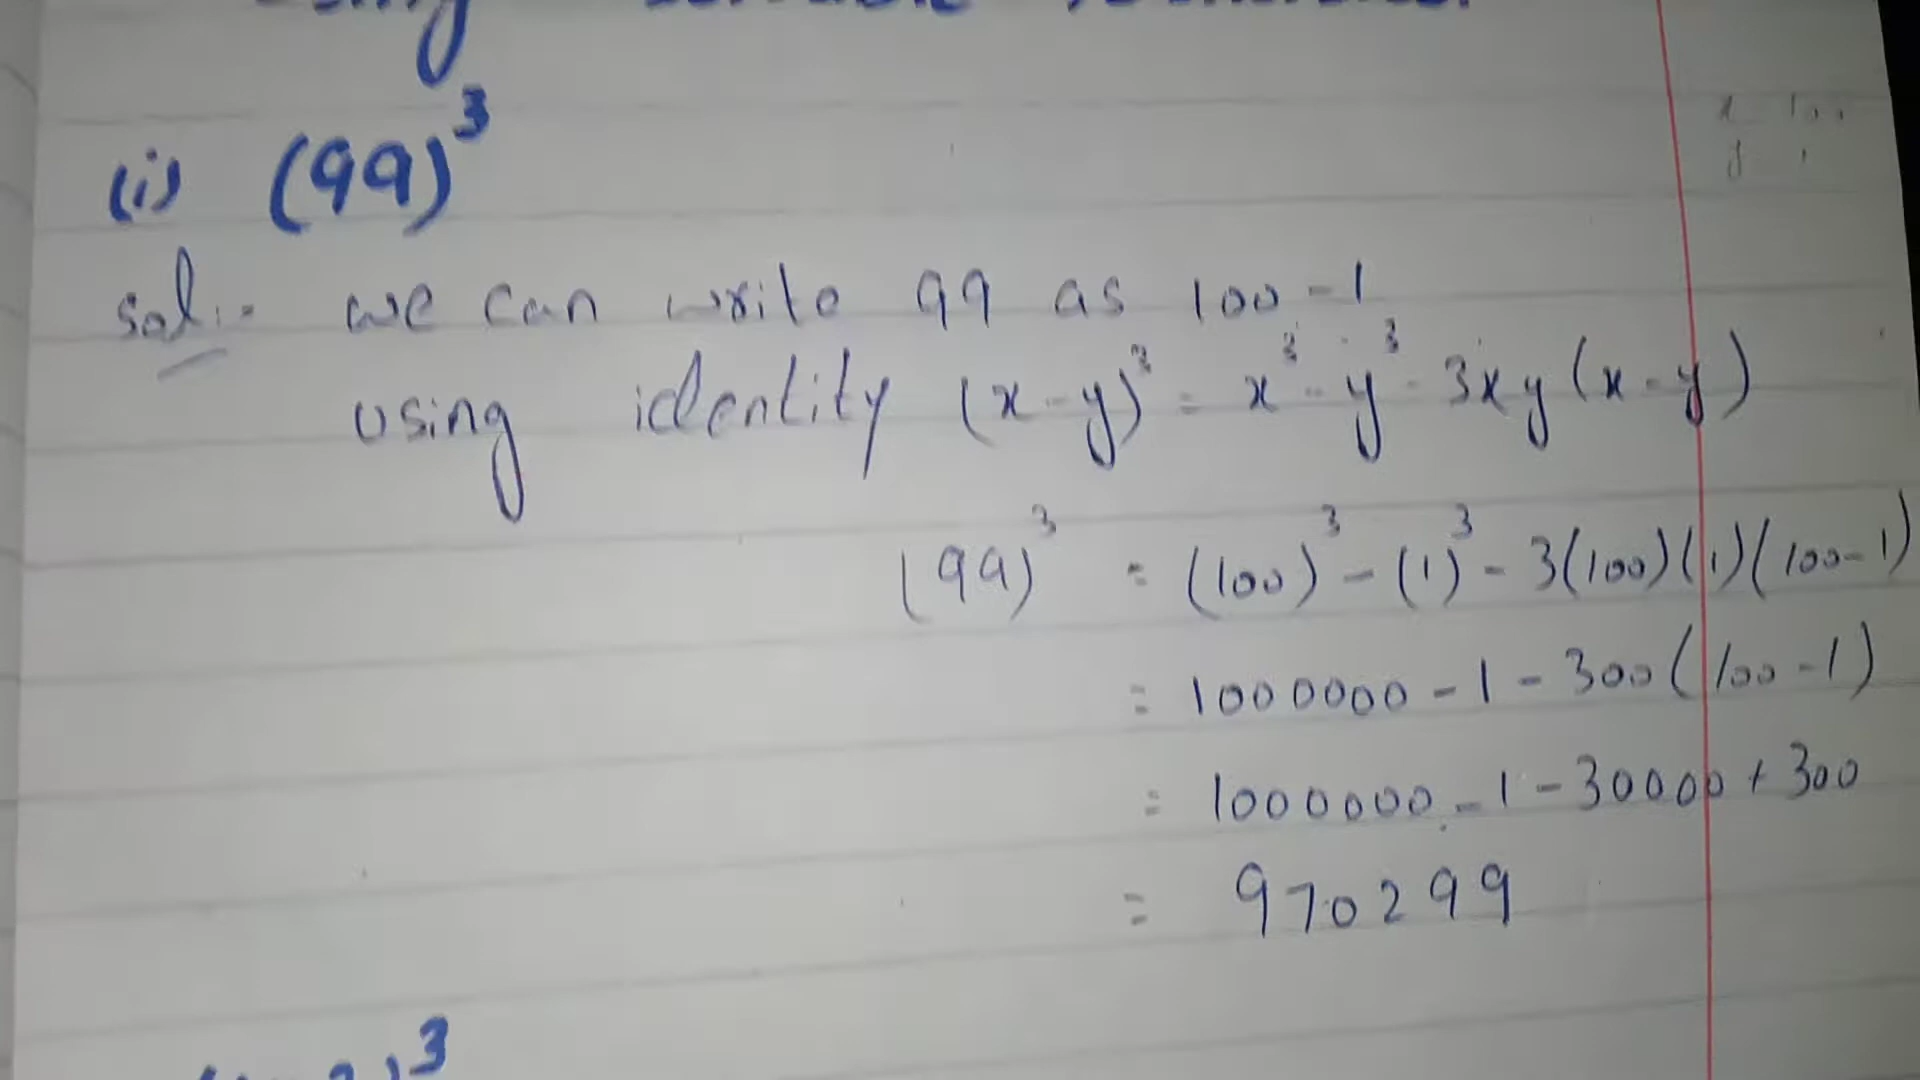 (i) (99)³
Sol:- we can write 99 as 100 - 1
using identity (x-y)³ = x³ - y³ - 3xy(x-y)
(99)³ = (100)³ - (1)³ - 3(100)(1)(100-1)
= 1000000 - 1 - 300(100-1)
= 1000000 - 1 - 30000 + 300
= 970299